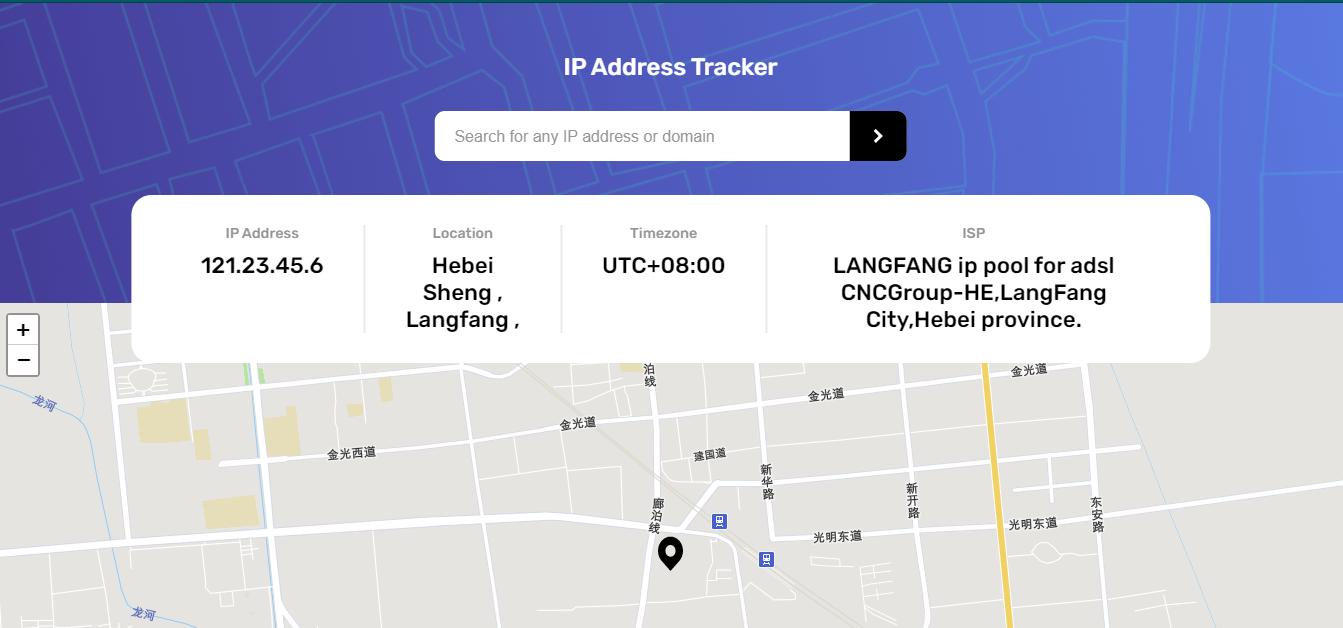 IP Address Tracker
Search for any IP address or domain
IP Address
121.23.45.6
Location
Hebei
Sheng ,
Langfang ,
Timezone
UTC+08:00
ISP
LANGFANG ip pool for adsl
CNCGroup-HE,LangFang
City,Hebei province.
+
−
泊线
金光道
金光道
龙河
金光道
金光西道
建国道
新华路
新开路
廊泊线
东安路
光明东道
光明东道
龙河